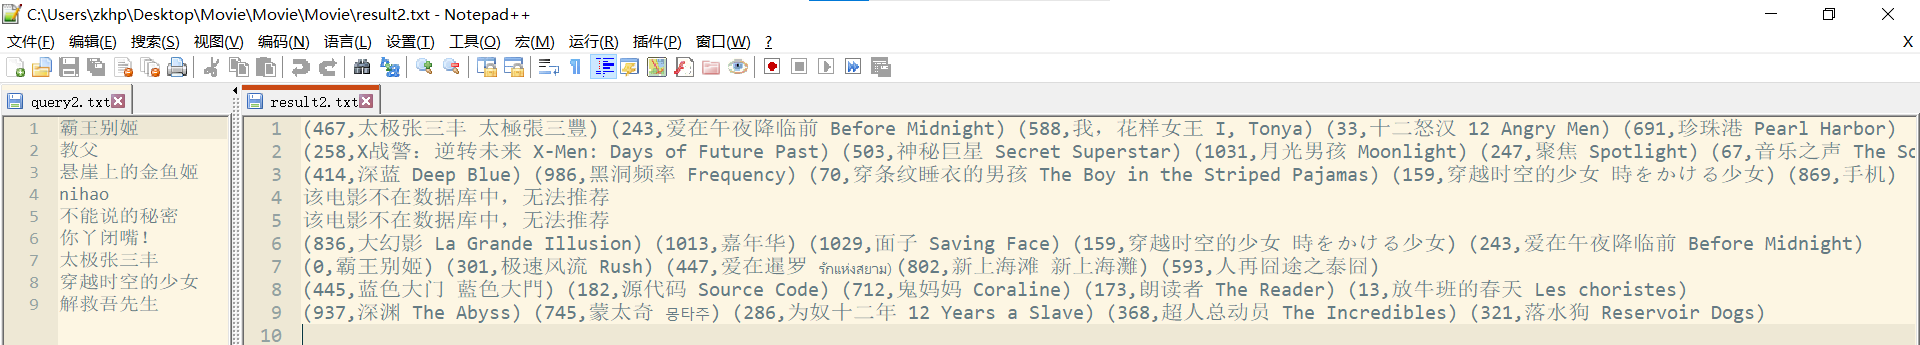 C:\Users\zkhp\Desktop\Movie\Movie\Movie\result2.txt - Notepad++
文件(F) 编辑(E) 搜索(S) 视图(V) 编码(N) 语言(L) 设置(T) 工具(O) 宏(M) 运行(R) 插件(P) 窗口(W) ? X
query2.txt
1 霸王别姬
2 教父
3 悬崖上的金鱼姬
4 nihao
5 不能说的秘密
6 你丫闭嘴！
7 太极张三丰
8 穿越时空的少女
9 解救吾先生
result2.txt
1 (467,太极张三丰 太極張三豐) (243,爱在午夜降临前 Before Midnight) (588,我，花样女王 I, Tonya) (33,十二怒汉 12 Angry Men) (691,珍珠港 Pearl Harbor)
2 (258,X战警：逆转未来 X-Men: Days of Future Past) (503,神秘巨星 Secret Superstar) (1031,月光男孩 Moonlight) (247,聚焦 Spotlight) (67,音乐之声 The So
3 (414,深蓝 Deep Blue) (986,黑洞频率 Frequency) (70,穿条纹睡衣的男孩 The Boy in the Striped Pajamas) (159,穿越时空的少女 時をかける少女) (869,手机)
4 该电影不在数据库中，无法推荐
5 该电影不在数据库中，无法推荐
6 (836,大幻影 La Grande Illusion) (1013,嘉年华) (1029,面子 Saving Face) (159,穿越时空的少女 時をかける少女) (243,爱在午夜降临前 Before Midnight)
7 (0,霸王别姬) (301,极速风流 Rush) (447,爱在暹罗 รักแห่งสยาม) (802,新上海滩 新上海灘) (593,人再囧途之泰囧)
8 (445,蓝色大门 藍色大門) (182,源代码 Source Code) (712,鬼妈妈 Coraline) (173,朗读者 The Reader) (13,放牛班的春天 Les choristes)
9 (937,深渊 The Abyss) (745,蒙太奇 몽타주) (286,为奴十二年 12 Years a Slave) (368,超人总动员 The Incredibles) (321,落水狗 Reservoir Dogs)
10